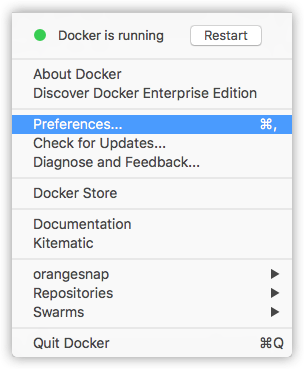 Docker is running Restart
About Docker
Discover Docker Enterprise Edition
Preferences... ⌘,
Check for Updates...
Diagnose and Feedback...
Docker Store
Documentation
Kitematic
orangesnap ▶
Repositories ▶
Swarms ▶
Quit Docker ⌘Q